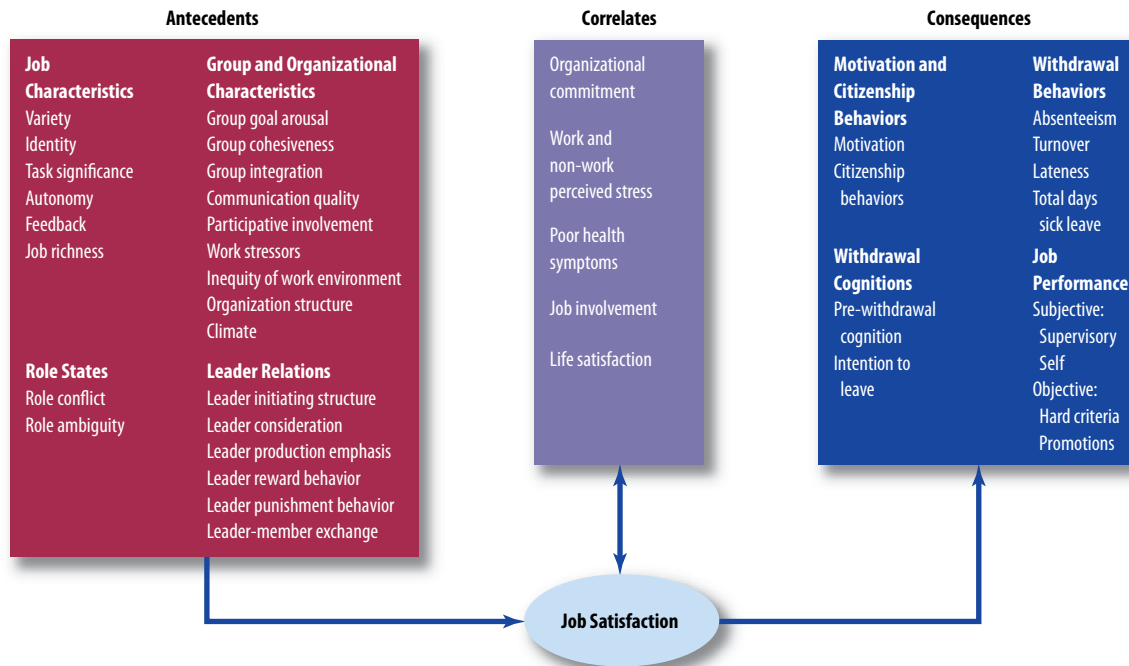 Antecedents
Job
Characteristics
Variety
Identity
Task significance
Autonomy
Feedback
Job richness
Group and Organizational
Characteristics
Group goal arousal
Group cohesiveness
Group integration
Communication quality
Participative involvement
Work stressors
Inequity of work environment
Organization structure
Climate
Role States
Role conflict
Role ambiguity
Leader Relations
Leader initiating structure
Leader consideration
Leader production emphasis
Leader reward behavior
Leader punishment behavior
Leader-member exchange
Correlates
Organizational
commitment
Work and
non-work
perceived stress
Poor health
symptoms
Job involvement
Life satisfaction
Consequences
Motivation and
Citizenship
Behaviors
Motivation
Citizenship
behaviors
Withdrawal
Behaviors
Absenteeism
Turnover
Lateness
Total days
sick leave
Withdrawal
Cognitions
Pre-withdrawal
cognition
Intention to
leave
Job
Performance
Subjective:
Supervisory
Self
Objective:
Hard criteria
Promotions
Job Satisfaction